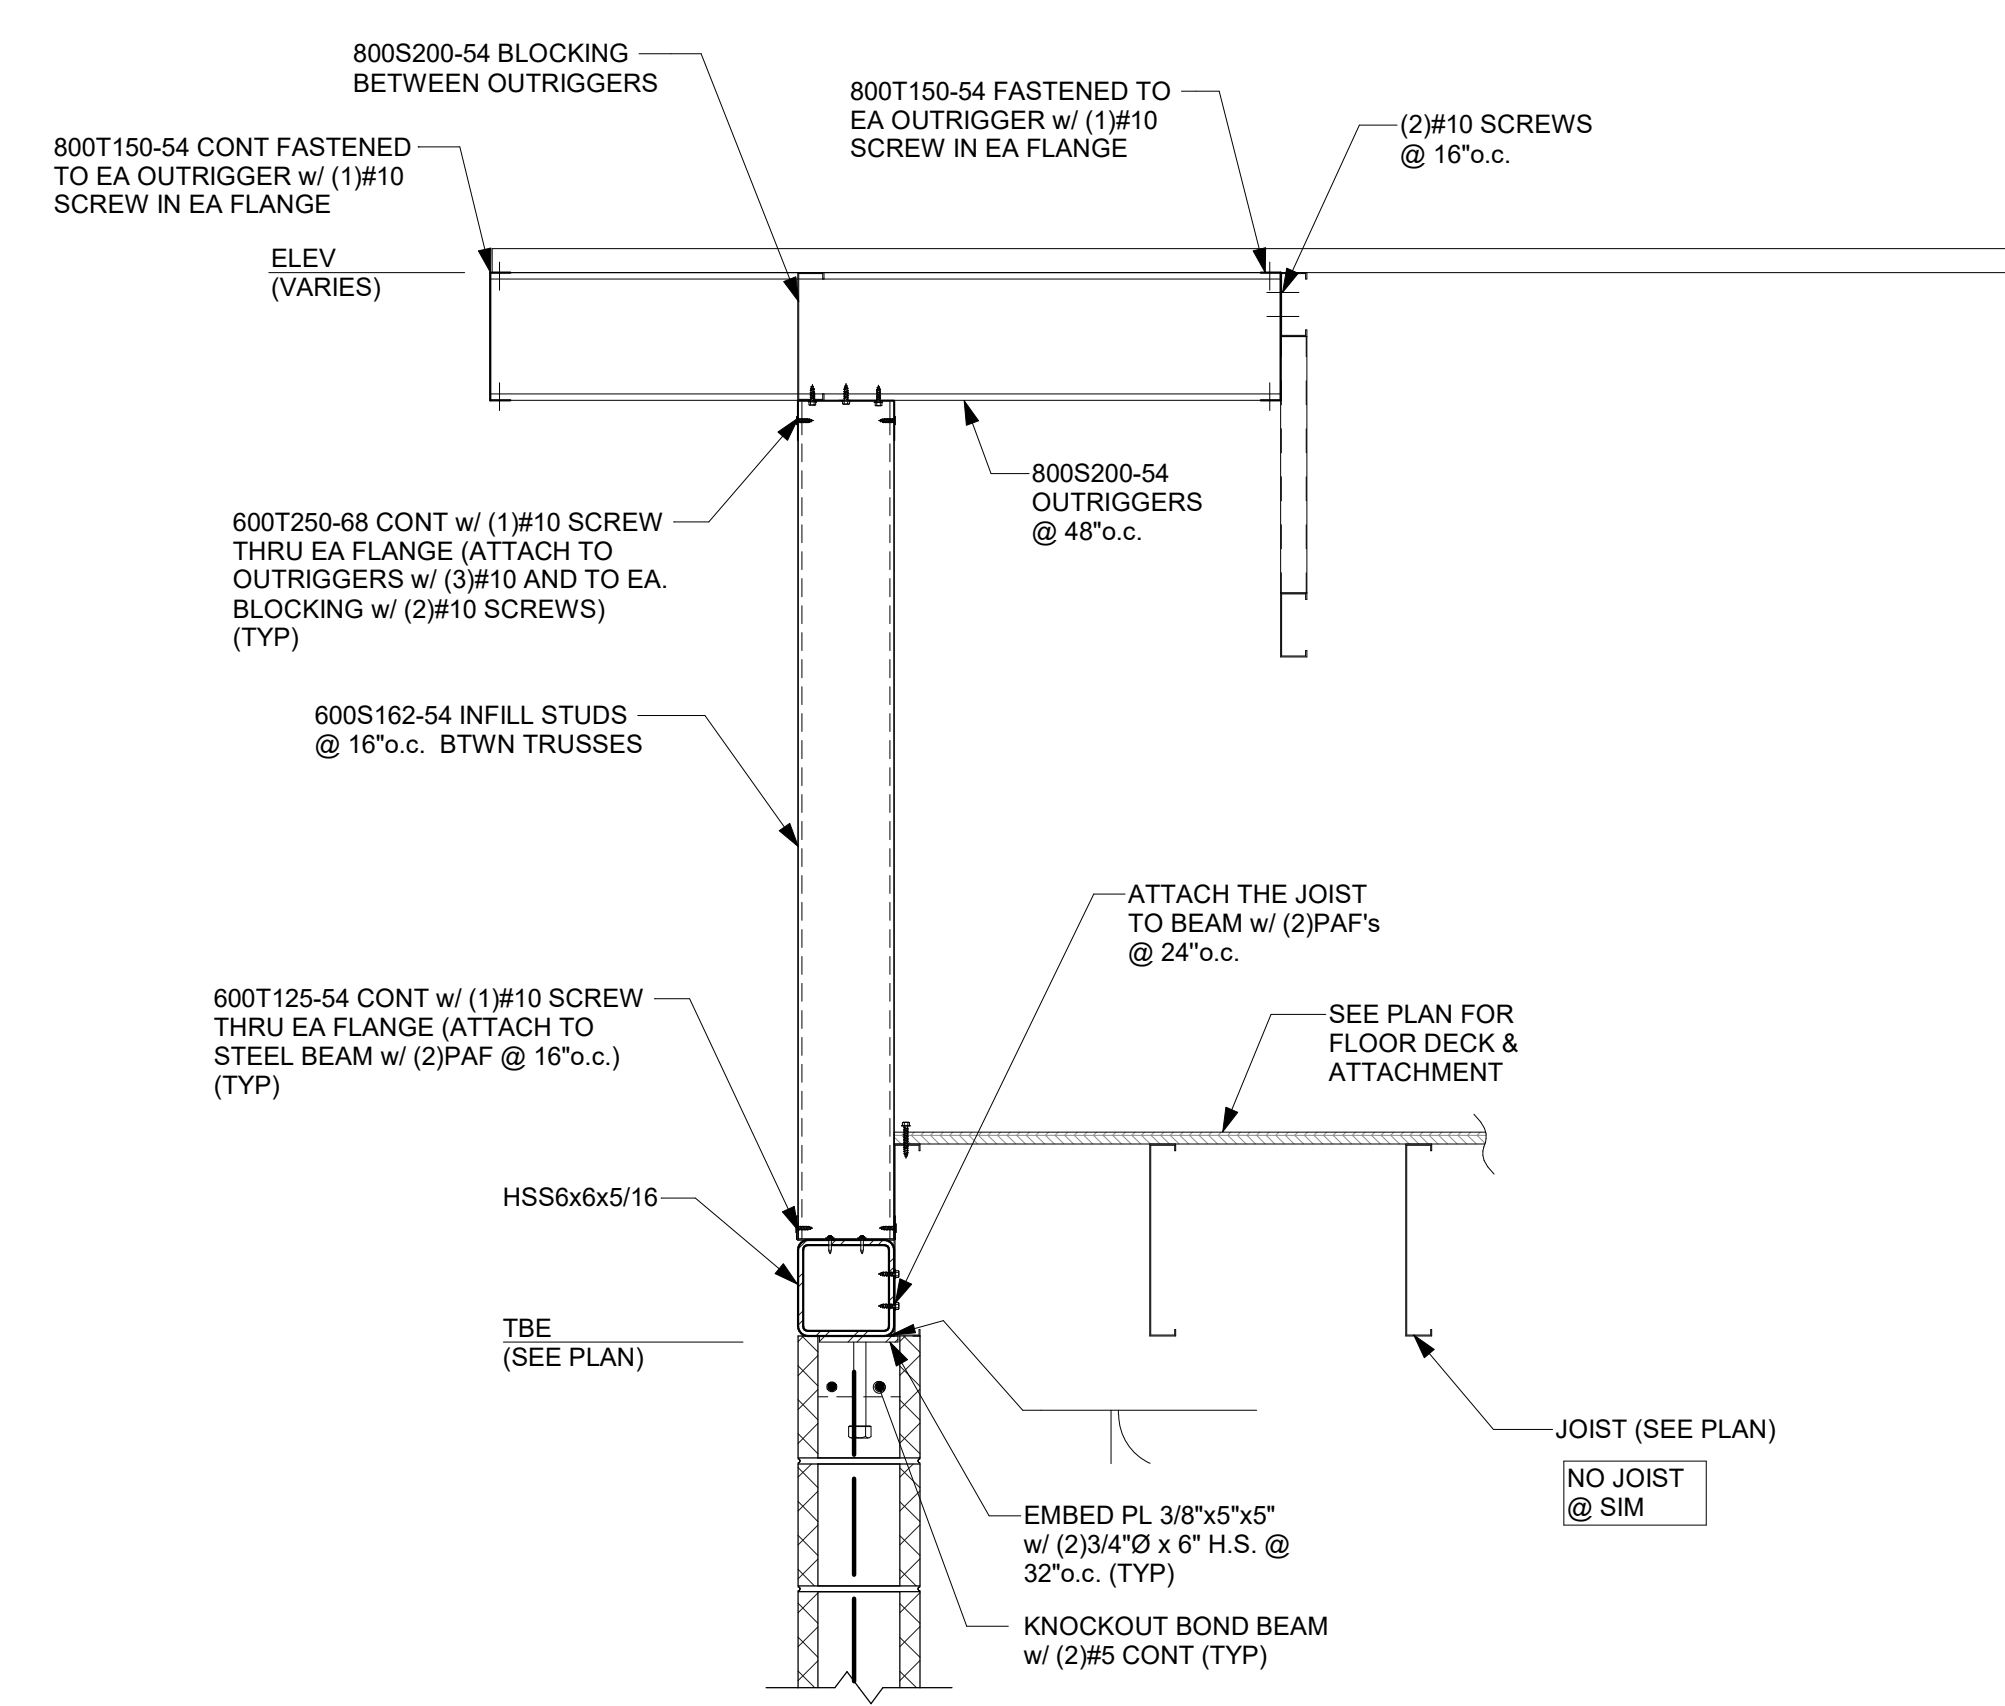 800S200-54 BLOCKING
BETWEEN OUTRIGGERS
800T150-54 FASTENED TO
EA OUTRIGGER w/ (1)#10
SCREW IN EA FLANGE
(2)#10 SCREWS
@ 16"o.c.
800T150-54 CONT FASTENED
TO EA OUTRIGGER w/ (1)#10
SCREW IN EA FLANGE
ELEV
(VARIES)
800S200-54
OUTRIGGERS
@ 48"o.c.
600T250-68 CONT w/ (1)#10 SCREW
THRU EA FLANGE (ATTACH TO
OUTRIGGERS w/ (3)#10 AND TO EA.
BLOCKING w/ (2)#10 SCREWS)
(TYP)
600S162-54 INFILL STUDS
@ 16"o.c. BTWN TRUSSES
ATTACH THE JOIST
TO BEAM w/ (2)PAF's
@ 24"o.c.
600T125-54 CONT w/ (1)#10 SCREW
THRU EA FLANGE (ATTACH TO
STEEL BEAM w/ (2)PAF @ 16"o.c.)
(TYP)
SEE PLAN FOR
FLOOR DECK &
ATTACHMENT
HSS6x6x5/16
TBE
(SEE PLAN)
JOIST (SEE PLAN)
NO JOIST
@ SIM
EMBED PL 3/8"x5"x5"
w/ (2)3/4"Ø x 6" H.S. @
32"o.c. (TYP)
KNOCKOUT BOND BEAM
w/ (2)#5 CONT (TYP)